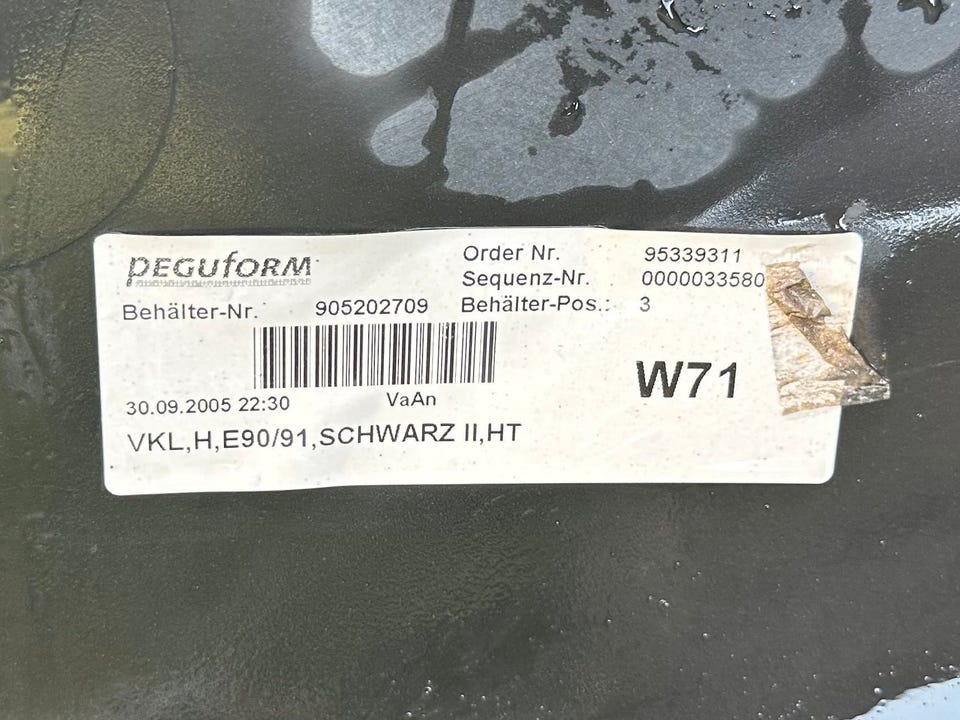 DEGUFORM
Order Nr. 95339311
Sequenz-Nr. 0000033580
Behälter-Nr. 905202709 Behälter-Pos.: 3
W71
30.09.2005 22:30 VaAn
VKL,H,E90/91,SCHWARZ II,HT